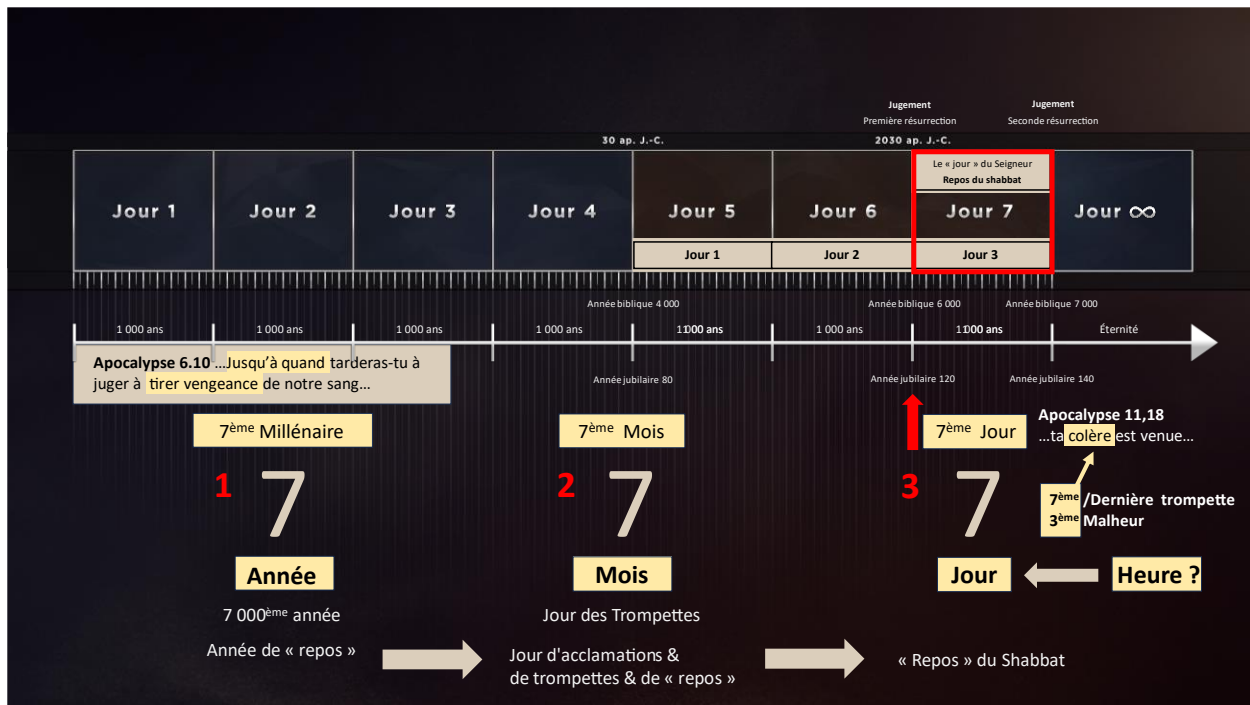 Jugement
Jugement
Première résurrection
Seconde résurrection
30 ap. J.-C.
2030 ap. J.-C.
Le « jour » du Seigneur
Repos du shabbat
Jour 1
Jour 2
Jour 3
Jour 4
Jour 5
Jour 6
Jour 7
Jour ∞
Jour 1
Jour 2
Jour 3
Année biblique 4 000
Année biblique 6 000
Année biblique 7 000
1 000 ans
1 000 ans
1 000 ans
1 000 ans
11000 ans
1 000 ans
11000 ans
Éternité
Apocalypse 6.10 ...Jusqu’à quand tarderas-tu à
juger à tirer vengeance de notre sang...
Année jubilaire 80
Année jubilaire 120
Année jubilaire 140
7ème Millénaire
7ème Mois
7ème Jour
Apocalypse 11,18
...ta colère est venue...
1
7
2
7
3
7
7ème /Dernière trompette
3ème Malheur
Année
Mois
Jour
Heure ?
7 000ème année
Jour des Trompettes
Année de « repos »
Jour d'acclamations &
de trompettes & de « repos »
« Repos » du Shabbat